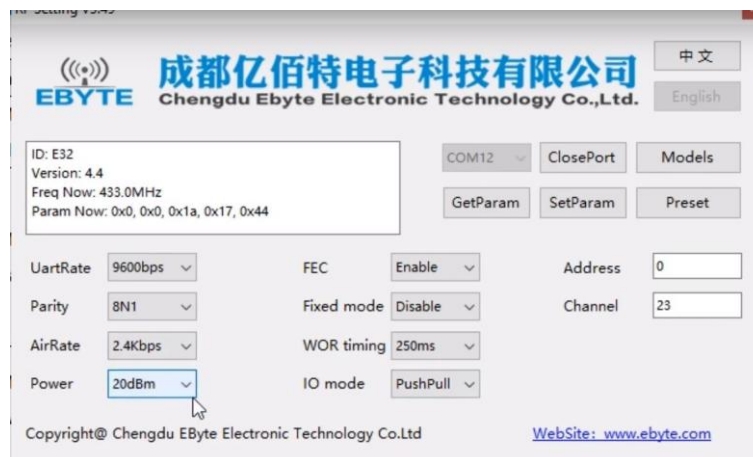 RF Setting V3.49
((( ))) EBYTE
成都亿佰特电子科技有限公司
Chengdu Ebyte Electronic Technology Co.,Ltd.
中文
English
ID: E32
Version: 4.4
Freq Now: 433.0MHz
Param Now: 0x0, 0x0, 0x1a, 0x17, 0x44
COM12 ClosePort Models
GetParam SetParam Preset
UartRate 9600bps FEC Enable Address 0
Parity 8N1 Fixed mode Disable Channel 23
AirRate 2.4Kbps WOR timing 250ms
Power 20dBm IO mode PushPull
Copyright@ Chengdu EByte Electronic Technology Co.Ltd WebSite: www.ebyte.com